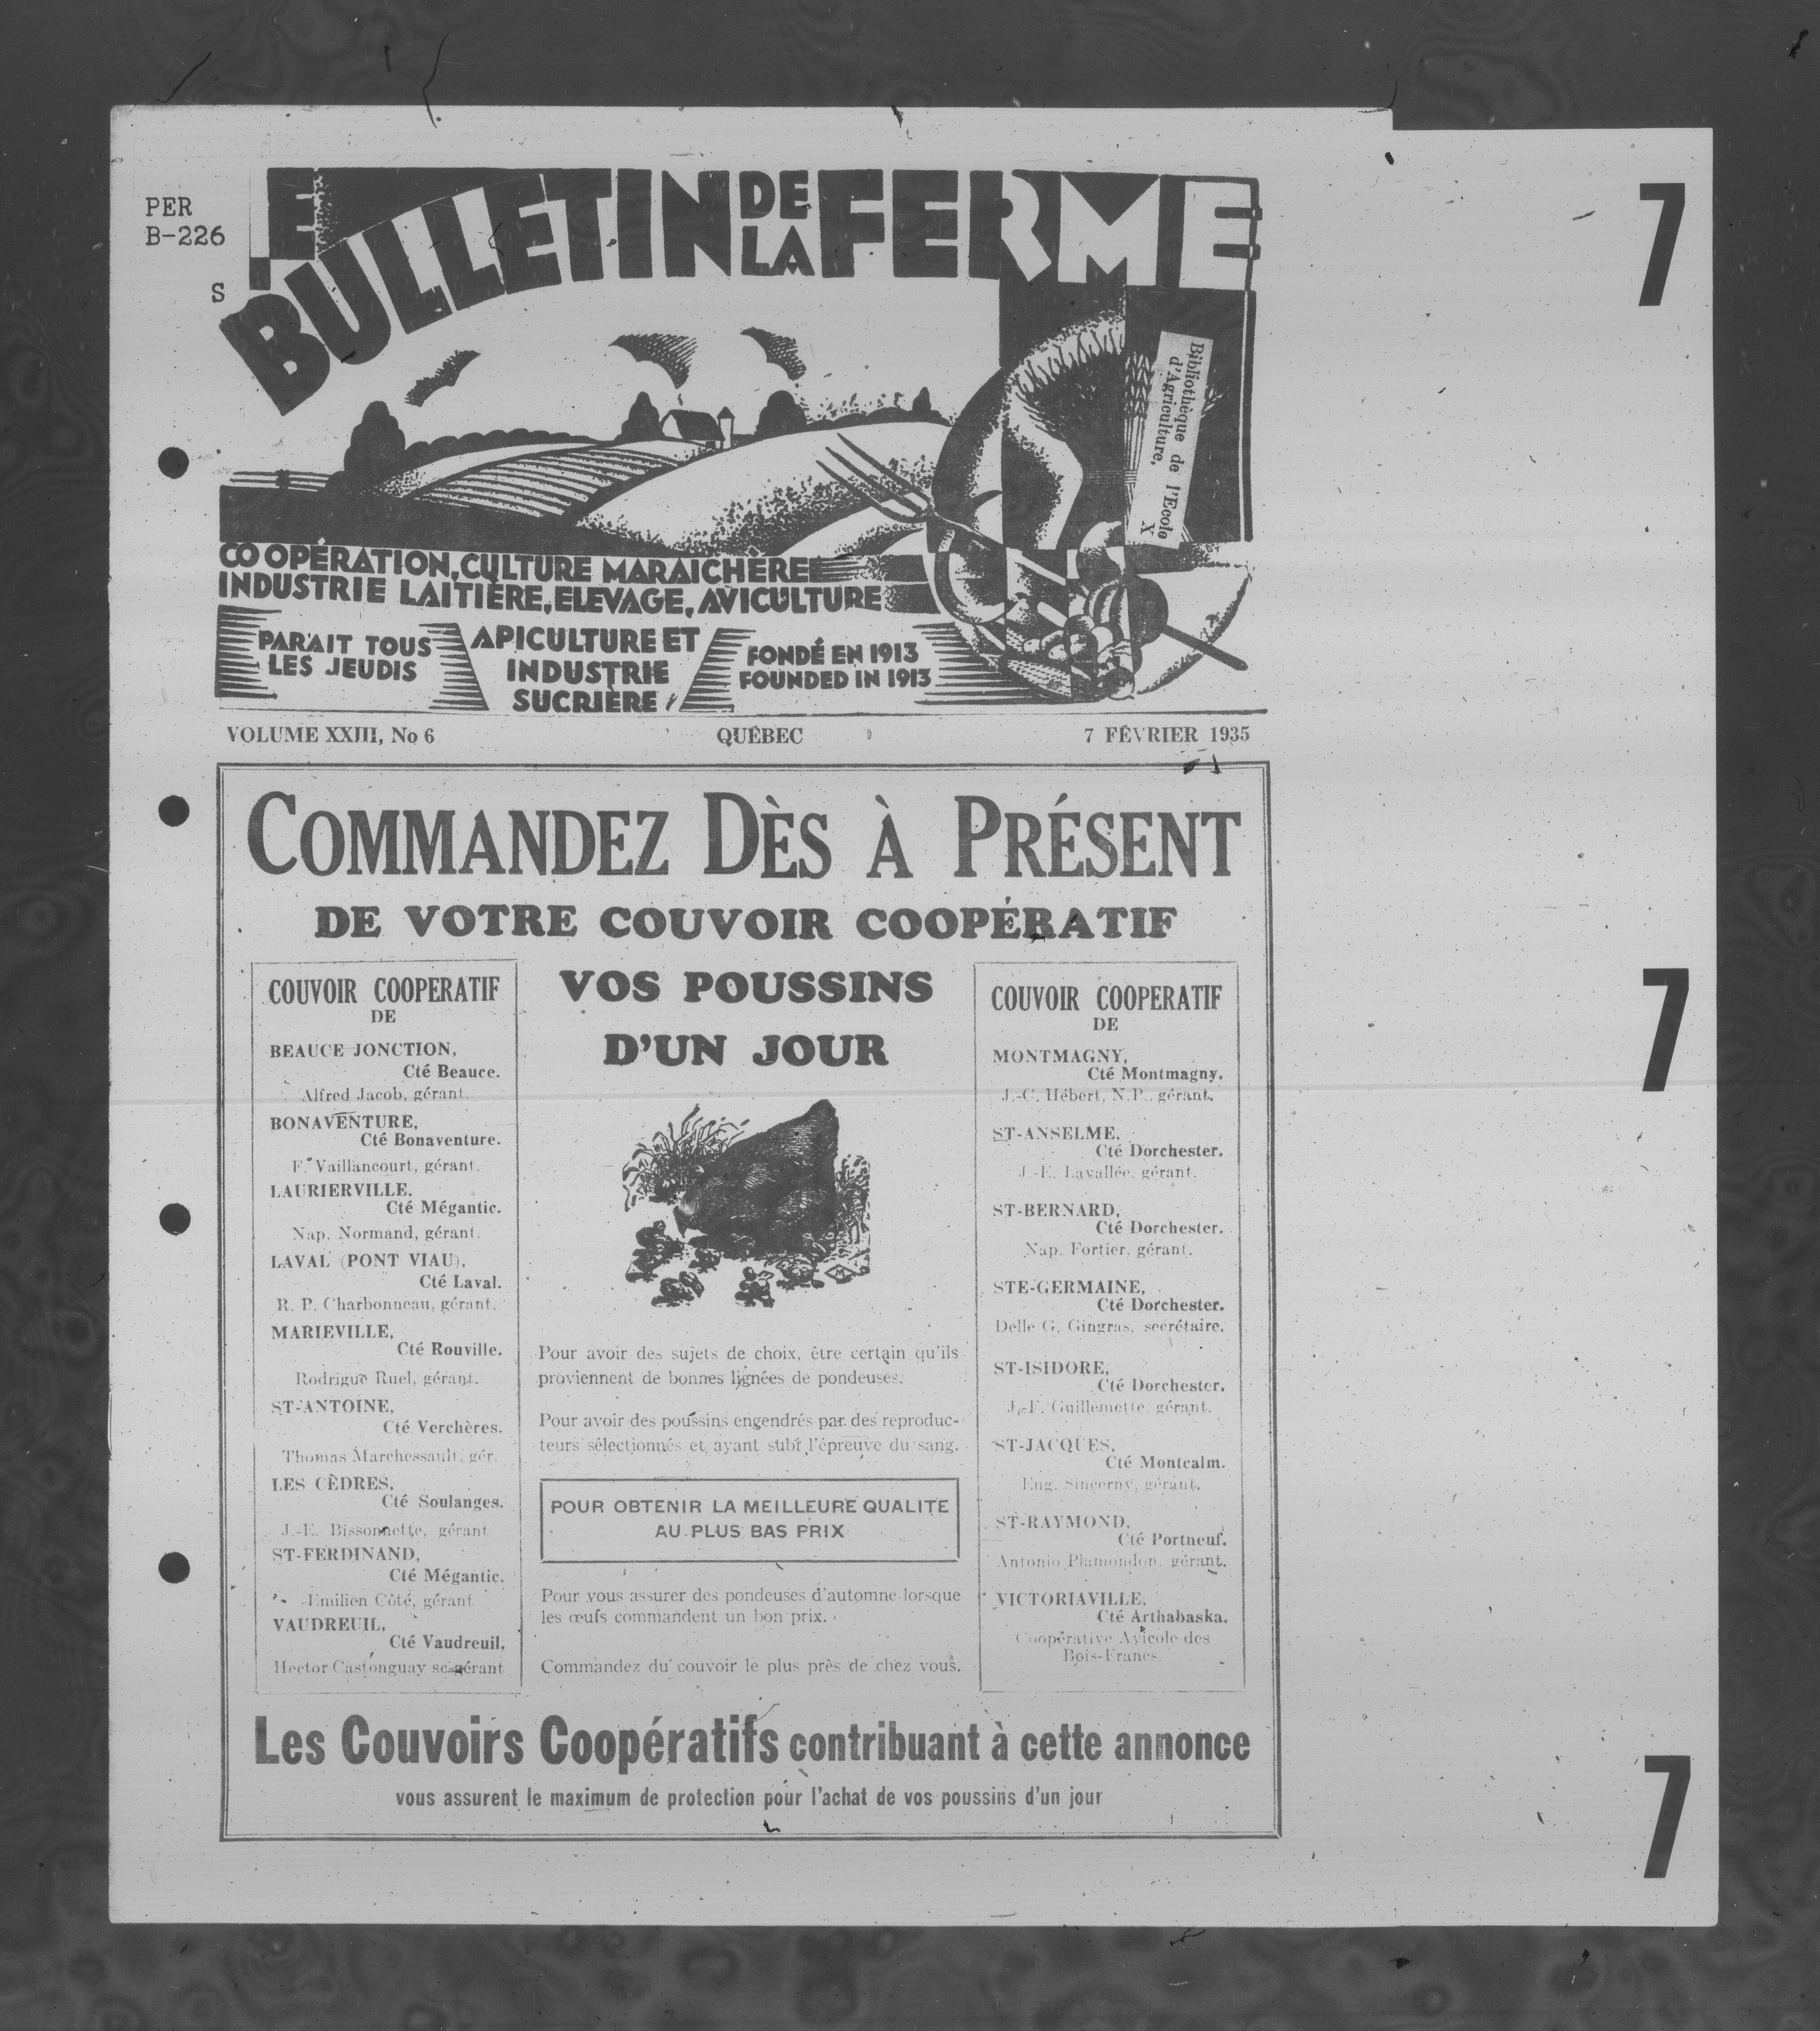 PER
B-226
S
LE
BULLETIN DE LA FERME
Bibliothèque de l'Ecole
d'Agriculture,
X
COOPÉRATION, CULTURE MARAICHÈRE
INDUSTRIE LAITIÈRE, ELEVAGE, AVICULTURE
PARAIT TOUS
LES JEUDIS
APICULTURE ET
INDUSTRIE
SUCRIÈRE
FONDÉ EN 1913
FOUNDED IN 1913
VOLUME XXIII, No 6 QUÉBEC 7 FÉVRIER 1935
COMMANDEZ DÈS À PRÉSENT
DE VOTRE COUVOIR COOPÉRATIF
VOS POUSSINS
D'UN JOUR
COUVOIR COOPERATIF
DE
BEAUCE JONCTION,
Cté Beauce.
Alfred Jacob, gérant.
BONAVENTURE,
Cté Bonaventure.
F. Vaillancourt, gérant.
LAURIERVILLE,
Cté Mégantic.
Nap. Normand, gérant.
LAVAL (PONT VIAU),
Cté Laval.
R. P. Charbonneau, gérant.
MARIEVILLE,
Cté Rouville.
Rodrigue Ruel, gérant.
ST-ANTOINE,
Cté Verchères.
Thomas Marchessault, gér.
LES CÈDRES,
Cté Soulanges.
J.-E. Bissonnette, gérant
ST-FERDINAND,
Cté Mégantic.
Emilien Côté, gérant
VAUDREUIL,
Cté Vaudreuil,
Hector Castonguay sc-gérant
Pour avoir des sujets de choix, être certain qu'ils
proviennent de bonnes lignées de pondeuses.
Pour avoir des poussins engendrés par des reproduc-
teurs sélectionnés et ayant subi l'épreuve du sang.
POUR OBTENIR LA MEILLEURE QUALITE
AU PLUS BAS PRIX
Pour vous assurer des pondeuses d'automne lorsque
les œufs commandent un bon prix.
Commandez du couvoir le plus près de chez vous.
COUVOIR COOPERATIF
DE
MONTMAGNY,
Cté Montmagny.
J.-C. Hébert, N.P., gérant.
ST-ANSELME,
Cté Dorchester.
J.-E. Lavallée, gérant.
ST-BERNARD,
Cté Dorchester.
Nap. Fortier, gérant.
STE-GERMAINE,
Cté Dorchester.
Delle G. Gingras, secrétaire.
ST-ISIDORE,
Cté Dorchester.
J.-F. Guillemette, gérant.
ST-JACQUES,
Cté Montcalm.
Eug. Sincerny, gérant.
ST-RAYMOND,
Cté Portneuf.
Antonio Plamondon, gérant.
VICTORIAVILLE,
Cté Arthabaska.
Coopérative Avicole des
Bois-Francs.
Les Couvoirs Coopératifs contribuant à cette annonce
vous assurent le maximum de protection pour l'achat de vos poussins d'un jour
7
7
7